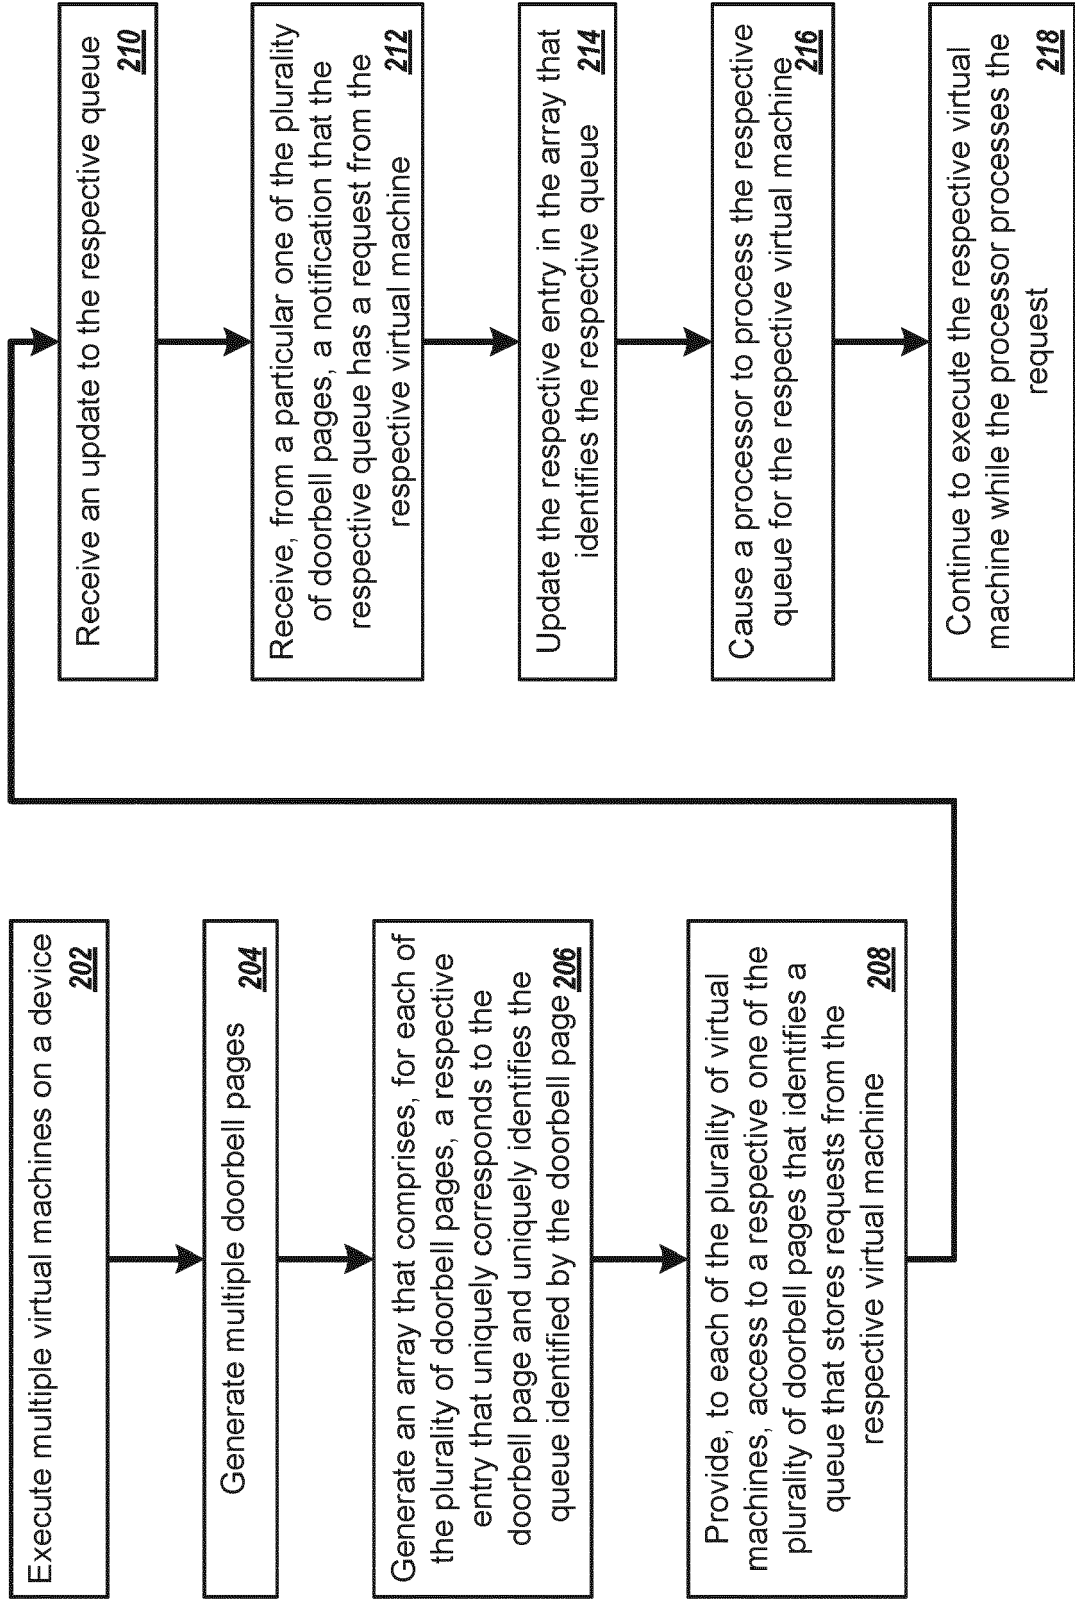 Execute multiple virtual machines on a device
202
Generate multiple doorbell pages
204
Generate an array that comprises, for each of
the plurality of doorbell pages, a respective
entry that uniquely corresponds to the
doorbell page and uniquely identifies the
queue identified by the doorbell page
206
Provide, to each of the plurality of virtual
machines, access to a respective one of the
plurality of doorbell pages that identifies a
queue that stores requests from the
respective virtual machine
208
Receive an update to the respective queue
210
Receive, from a particular one of the plurality
of doorbell pages, a notification that the
respective queue has a request from the
respective virtual machine
212
Update the respective entry in the array that
identifies the respective queue
214
Cause a processor to process the respective
queue for the respective virtual machine
216
Continue to execute the respective virtual
machine while the processor processes the
request
218